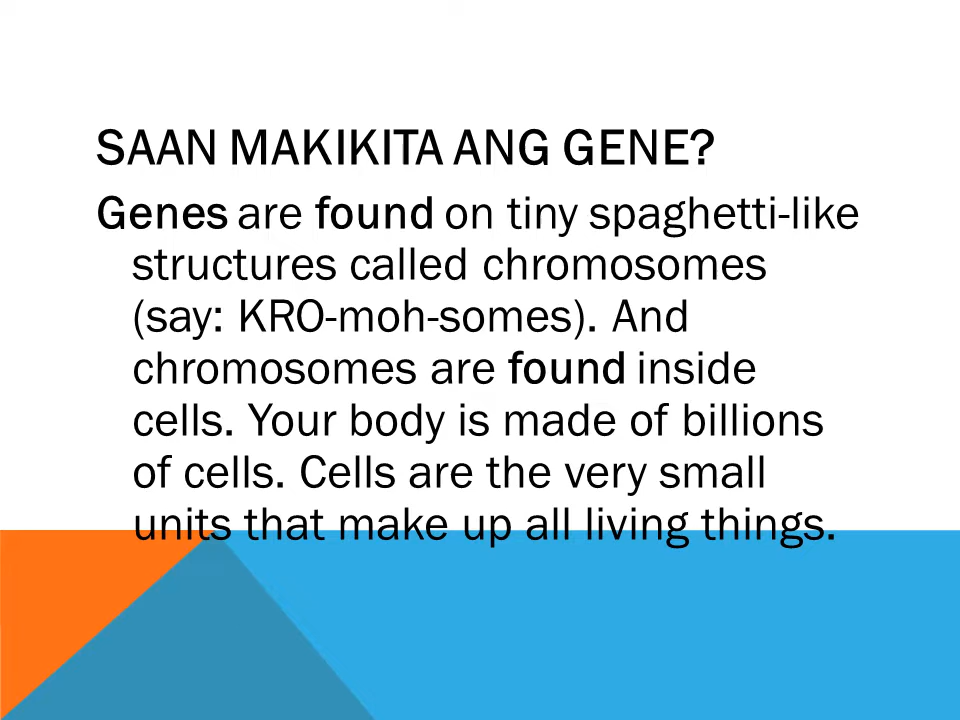 SAAN MAKIKITA ANG GENE?
Genes are found on tiny spaghetti-like
structures called chromosomes
(say: KRO-moh-somes). And
chromosomes are found inside
cells. Your body is made of billions
of cells. Cells are the very small
units that make up all living things.